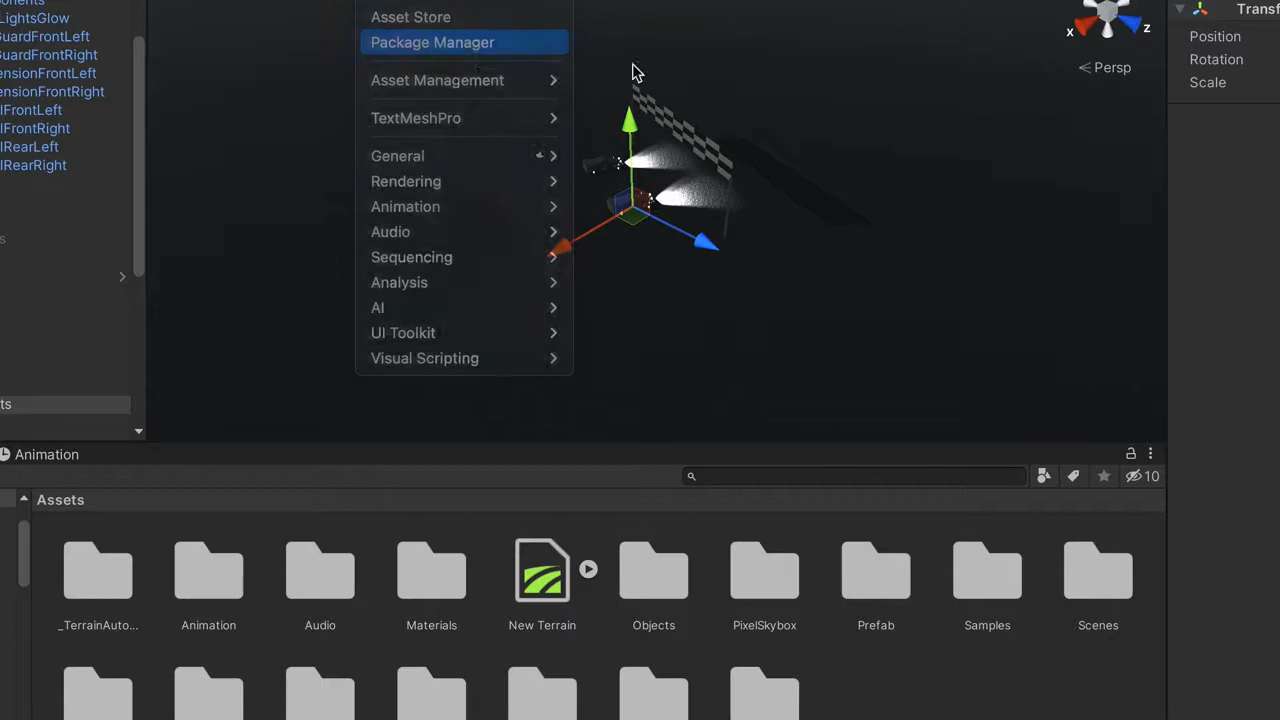 LightsGlow
GuardFrontLeft
GuardFrontRight
ensionFrontLeft
ensionFrontRight
lFrontLeft
lFrontRight
lRearLeft
lRearRight
s
ts
Asset Store
Package Manager
Asset Management
TextMeshPro
General
Rendering
Animation
Audio
Sequencing
Analysis
AI
UI Toolkit
Visual Scripting
x
z
Persp
Transf
Position
Rotation
Scale
Animation
10
Assets
_TerrainAuto...
Animation
Audio
Materials
New Terrain
Objects
PixelSkybox
Prefab
Samples
Scenes